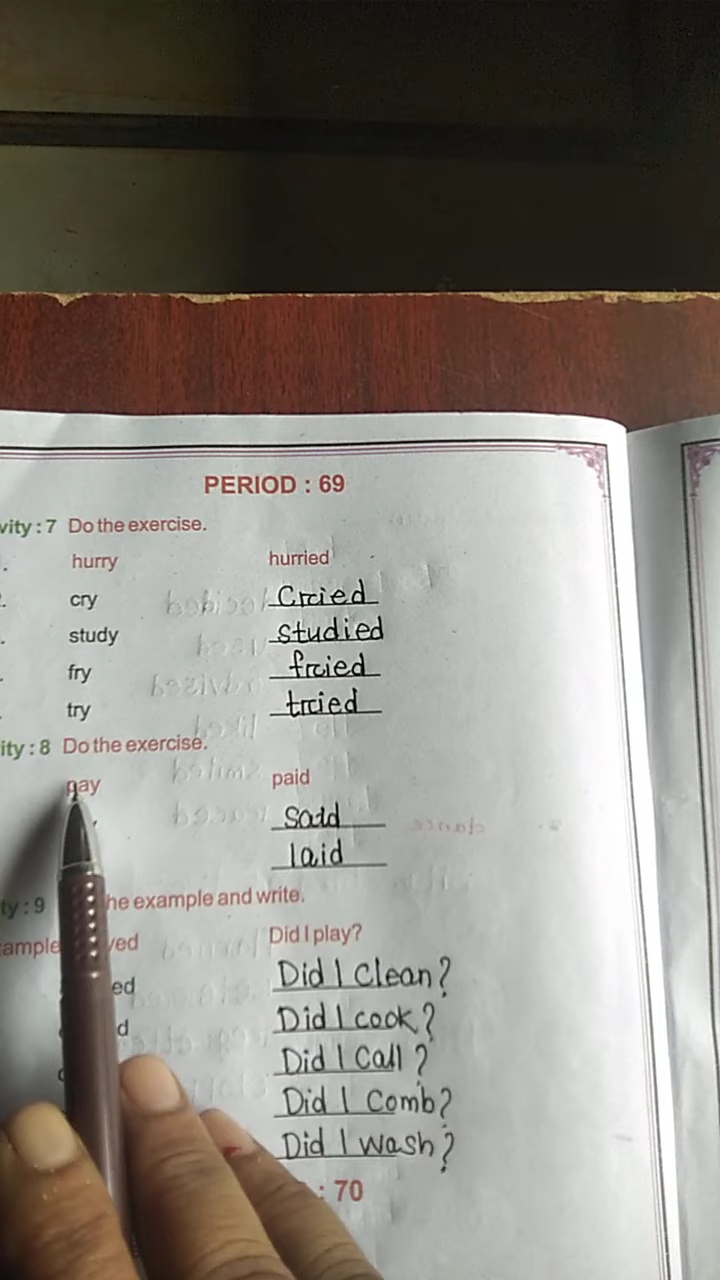 PERIOD : 69
vity : 7 Do the exercise.
hurry hurried
cry Cried
study studied
fry fried
try tried
ity : 8 Do the exercise.
pay paid
said
laid
ty : 9 he example and write.
ample yed Did I play?
ed Did I clean?
d Did I cook?
Did I Call?
Did I Comb?
Did I wash?
: 70